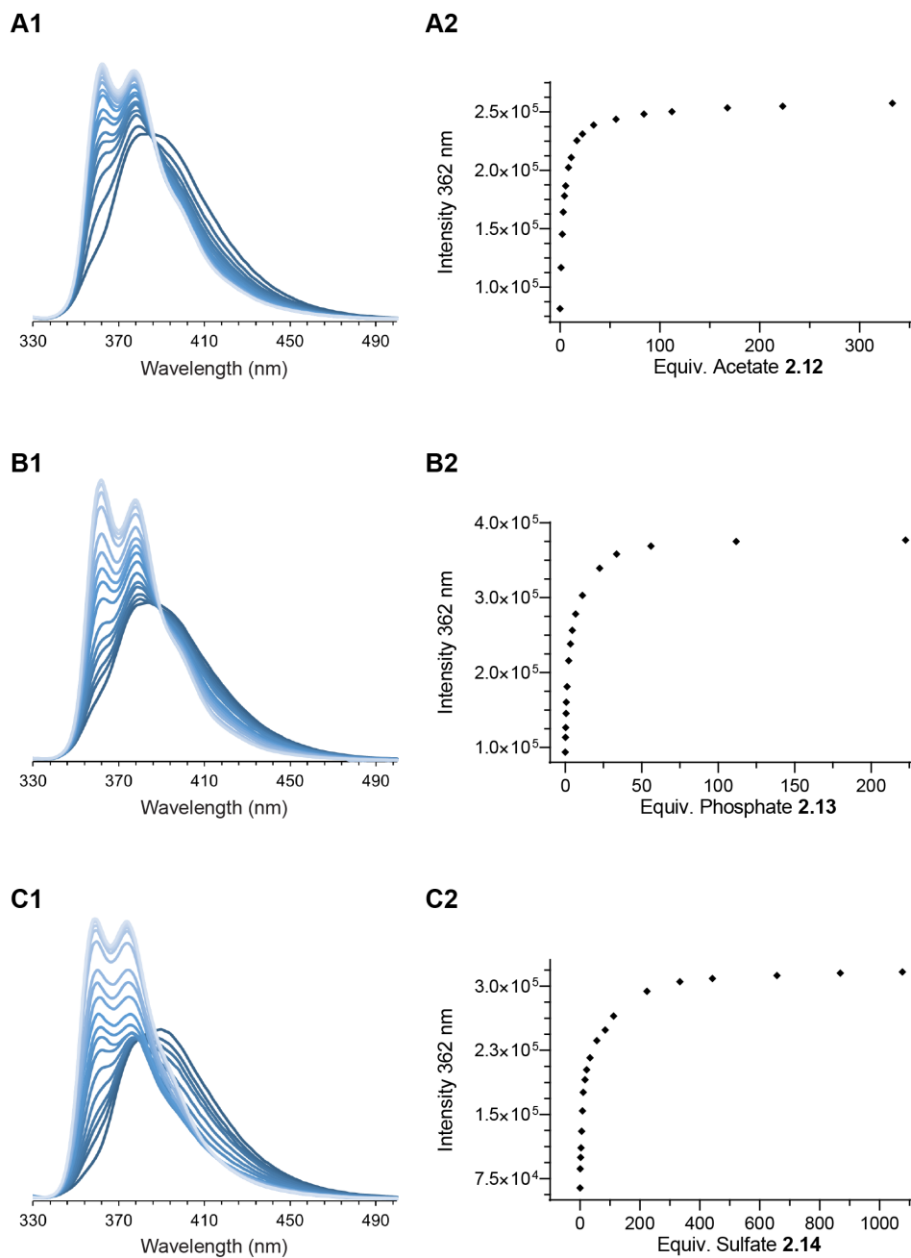 A1
330 370 410 450 490
Wavelength (nm)
A2
Intensity 362 nm
2.5×10⁵
2.0×10⁵
1.5×10⁵
1.0×10⁵
0 100 200 300
Equiv. Acetate 2.12
B1
330 370 410 450 490
Wavelength (nm)
B2
Intensity 362 nm
4.0×10⁵
3.0×10⁵
2.0×10⁵
1.0×10⁵
0 50 100 150 200
Equiv. Phosphate 2.13
C1
330 370 410 450 490
Wavelength (nm)
C2
Intensity 362 nm
3.0×10⁵
2.3×10⁵
1.5×10⁵
7.5×10⁴
0 200 400 600 800 1000
Equiv. Sulfate 2.14